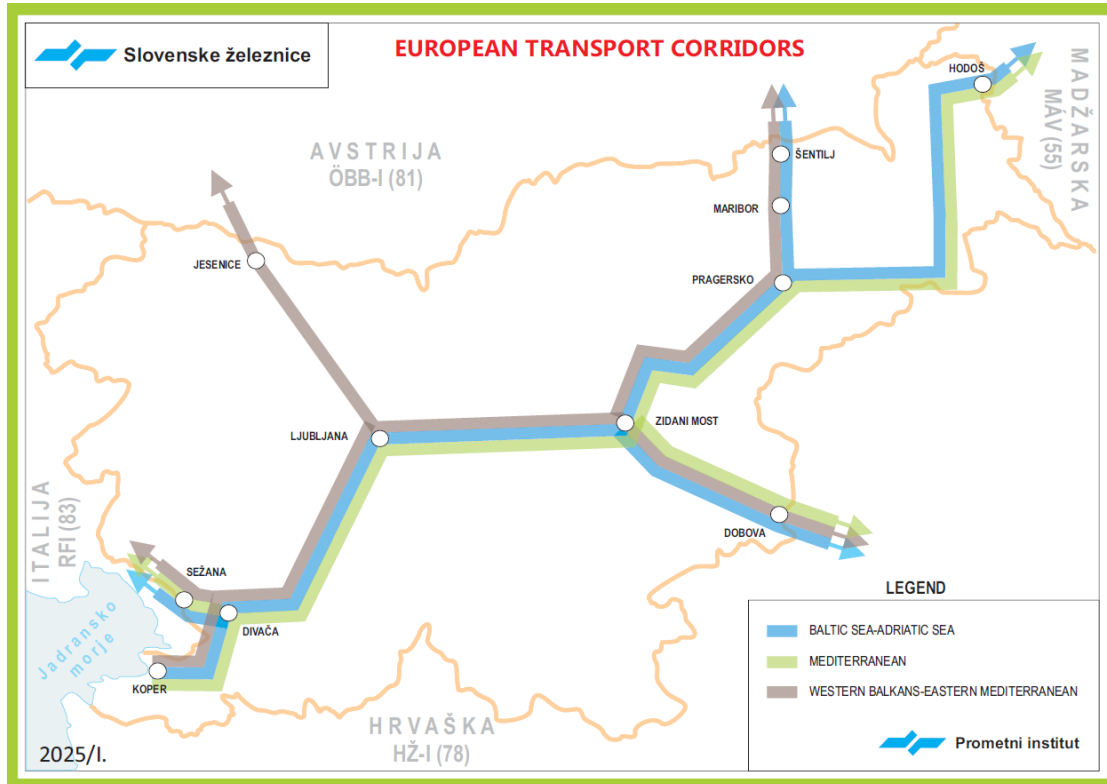 Slovenske železnice
EUROPEAN TRANSPORT CORRIDORS
HODOŠ
MADŽARSKA
MÁV (55)
AVSTRIJA
ÖBB-I (81)
ŠENTILJ
MARIBOR
JESENICE
PRAGERSKO
LJUBLJANA
ZIDANI MOST
ITALIJA
RFI (83)
DOBOVA
SEŽANA
DIVAČA
Jadransko
morje
KOPER
HRVAŠKA
HŽ-I (78)
LEGEND
BALTIC SEA-ADRIATIC SEA
MEDITERRANEAN
WESTERN BALKANS-EASTERN MEDITERRANEAN
Prometni institut
2025/I.